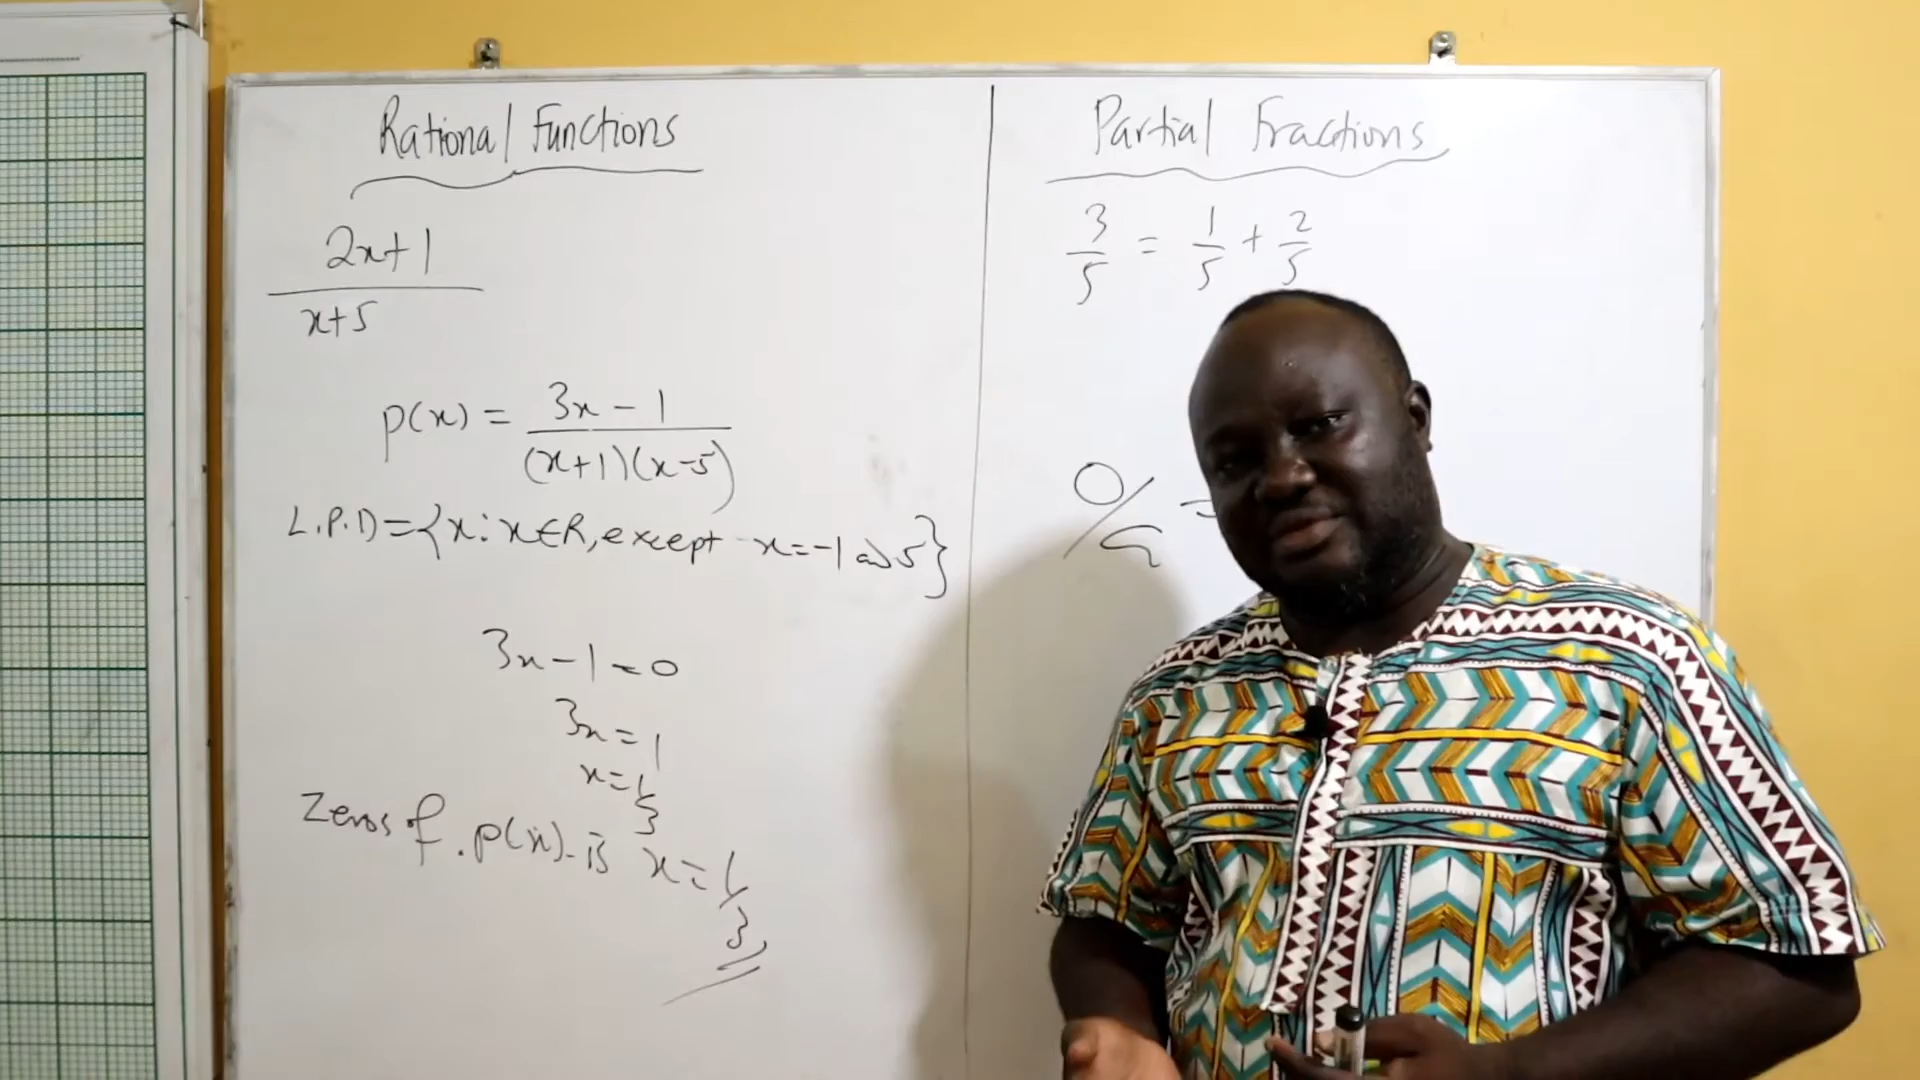 Rational Functions
2x+1
x+5
p(x) = 3x - 1
(x+1)(x-5)
L.P.D = {x: x∈R, except x = -1 and 5}
3x - 1 = 0
3x = 1
x = 1/3
Zeros of p(x) is x = 1/3
Partial Fractions
3/5 = 1/5 + 2/5